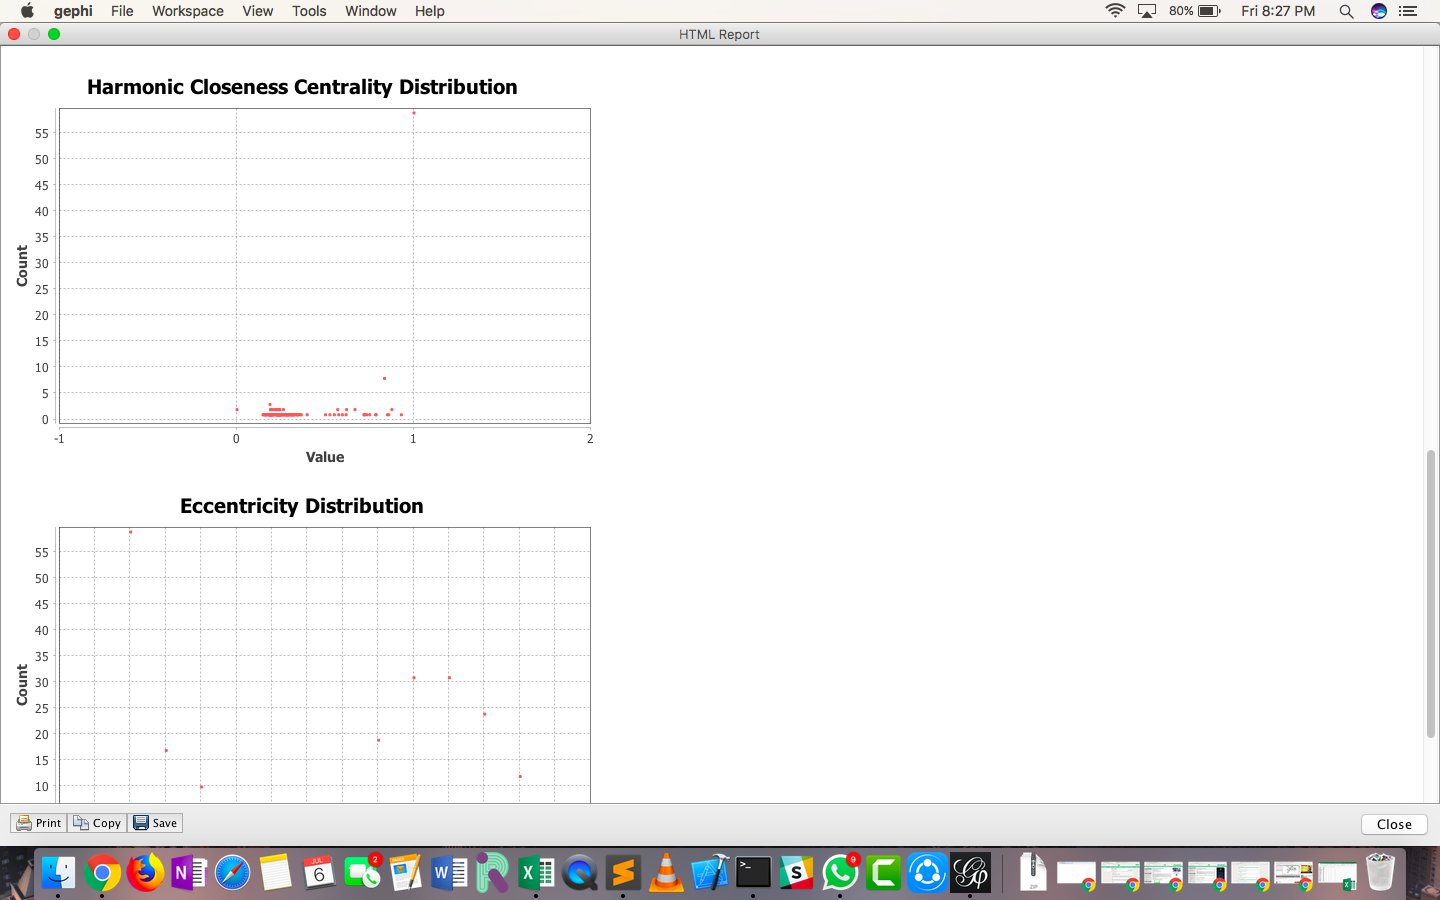 gephi File Workspace View Tools Window Help 80% Fri 8:27 PM
HTML Report
Harmonic Closeness Centrality Distribution
55
50
45
40
35
30
25
20
15
10
5
0
Count
-1 0 1 2
Value
Eccentricity Distribution
55
50
45
40
35
30
25
20
15
10
Count
Print Copy Save
Close
JUL
6
2
9
N
W
X
S
C
>_
ZIP